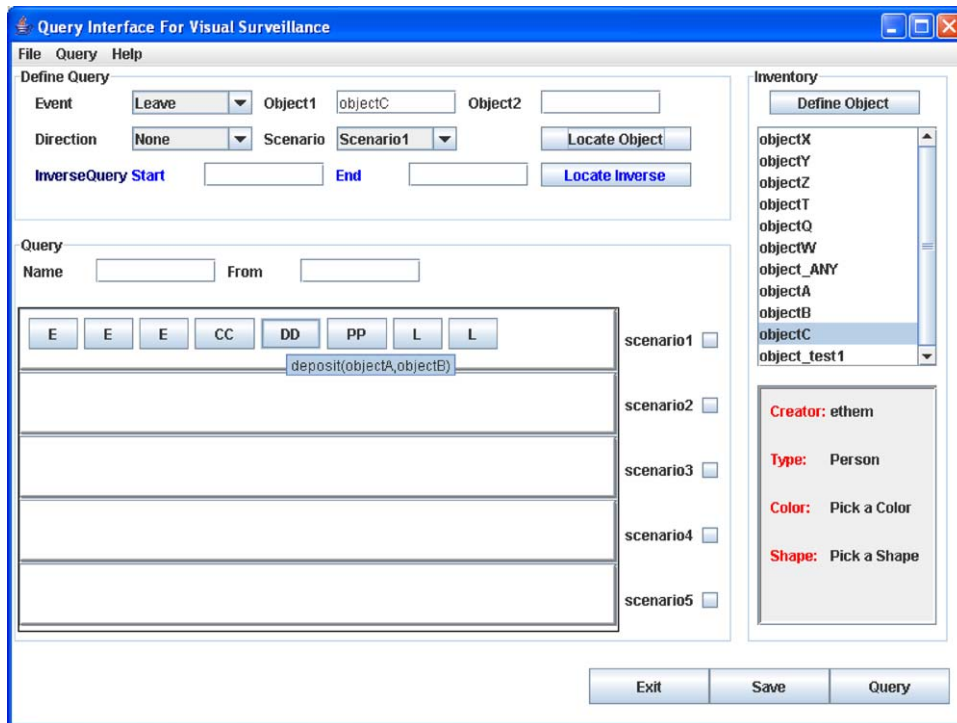 Query Interface For Visual Surveillance
File Query Help
Define Query
Event Leave Object1 objectC Object2
Direction None Scenario Scenario1 Locate Object
InverseQuery Start End Locate Inverse
Query
Name From
E E E CC DD PP L L
deposit(objectA,objectB)
scenario1
scenario2
scenario3
scenario4
scenario5
Inventory
Define Object
objectX
objectY
objectZ
objectT
objectQ
objectW
object_ANY
objectA
objectB
objectC
object_test1
Creator: ethem
Type: Person
Color: Pick a Color
Shape: Pick a Shape
Exit Save Query